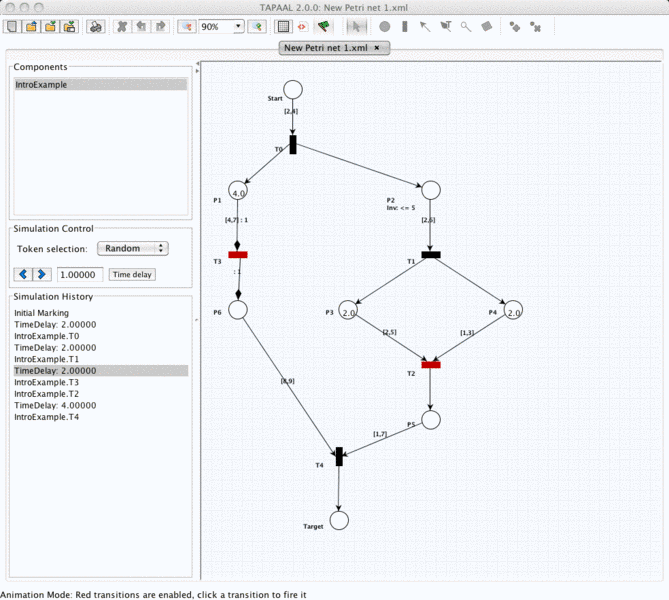 TAPAAL 2.0.0: New Petri net 1.xml
90%
New Petri net 1.xml
Components
IntroExample
Simulation Control
Token selection: Random
1.00000 Time delay
Simulation History
Initial Marking
TimeDelay: 2.00000
IntroExample.T0
TimeDelay: 2.00000
IntroExample.T1
TimeDelay: 2.00000
IntroExample.T3
IntroExample.T2
TimeDelay: 4.00000
IntroExample.T4
Start
[2,4]
T0
P1 4.0
P2
Inv: <= 5
[4,7] : 1
[2,5]
T3
T1
: 1
P6
P3 2.0
P4 2.0
[2,5]
[1,3]
T2
[8,9]
P5
[1,7]
T4
Target
Animation Mode: Red transitions are enabled, click a transition to fire it